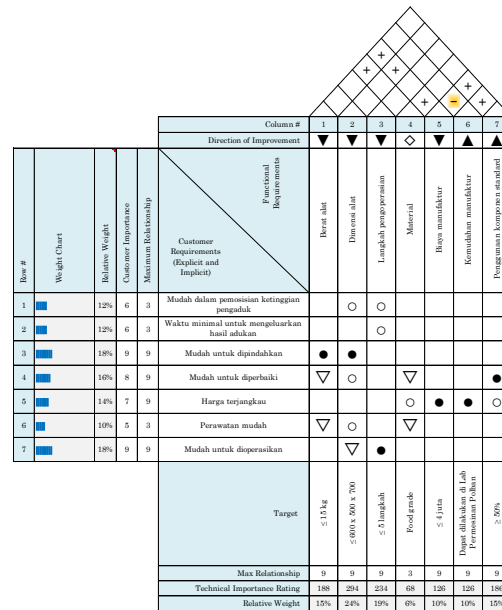 +
+ +
+
+ − +
Column # 1 2 3 4 5 6 7
Direction of Improvement ▼ ▼ ▼ ◇ ▼ ▲ ▲
Row #
Weight Chart
Relative Weight
Customer Importance
Maximum Relationship
Customer
Requirements
(Explicit and
Implicit)
Functional
Requirements
Berat alat
Dimensi alat
Langkah pengoperasian
Material
Biaya manufaktur
Kemudahan manufaktur
Penggunaan komponen standard
1 12% 6 3 Mudah dalam pemosisian ketinggian
pengaduk ○ ○
2 12% 6 3 Waktu minimal untuk mengeluarkan
hasil adukan ○
3 18% 9 9 Mudah untuk dipindahkan ● ●
4 16% 8 9 Mudah untuk diperbaiki ▽ ○ ▽ ●
5 14% 7 9 Harga terjangkau ○ ● ● ○
6 10% 5 3 Perawatan mudah ▽ ○ ▽
7 18% 9 9 Mudah untuk dioperasikan ▽ ●
Target
≤ 15 kg
≤ 600 x 500 x 700
≤ 5 langkah
Food grade
≤ 4 juta
Dapat dilakukan di Lab
Permesinan Polban
≥ 50%
Max Relationship 9 9 9 3 9 9 9
Technical Importance Rating 188 294 234 68 126 126 186
Relative Weight 15% 24% 19% 6% 10% 10% 15%